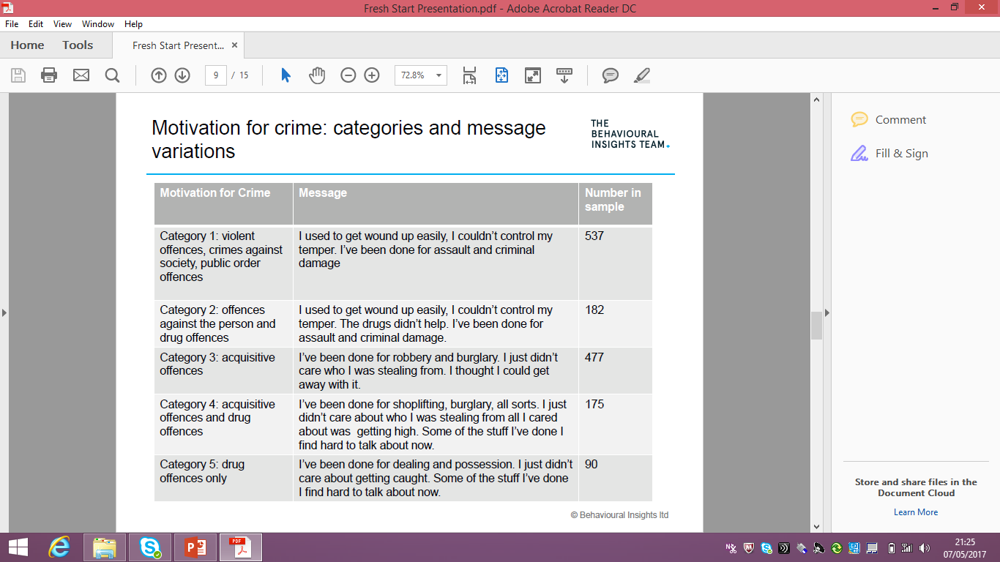 Fresh Start Presentation.pdf - Adobe Acrobat Reader DC
File Edit View Window Help
Home Tools Fresh Start Present... ×
9 / 15 72.8%
Motivation for crime: categories and message
variations
THE
BEHAVIOURAL
INSIGHTS TEAM.
Motivation for Crime
Message
Number in
sample
Category 1: violent
offences, crimes against
society, public order
offences
I used to get wound up easily, I couldn’t control my
temper. I’ve been done for assault and criminal
damage
537
Category 2: offences
against the person and
drug offences
I used to get wound up easily, I couldn’t control my
temper. The drugs didn’t help. I’ve been done for
assault and criminal damage.
182
Category 3: acquisitive
offences
I’ve been done for robbery and burglary. I just didn’t
care who I was stealing from. I thought I could get
away with it.
477
Category 4: acquisitive
offences and drug
offences
I’ve been done for shoplifting, burglary, all sorts. I just
didn’t care about who I was stealing from all I cared
about was  getting high. Some of the stuff I’ve done I
find hard to talk about now.
175
Category 5: drug
offences only
I’ve been done for dealing and possession. I just didn’t
care about getting caught. Some of the stuff I’ve done
I find hard to talk about now.
90
© Behavioural Insights ltd
Comment
Fill & Sign
Store and share files in the
Document Cloud
Learn More
21:25
07/05/2017